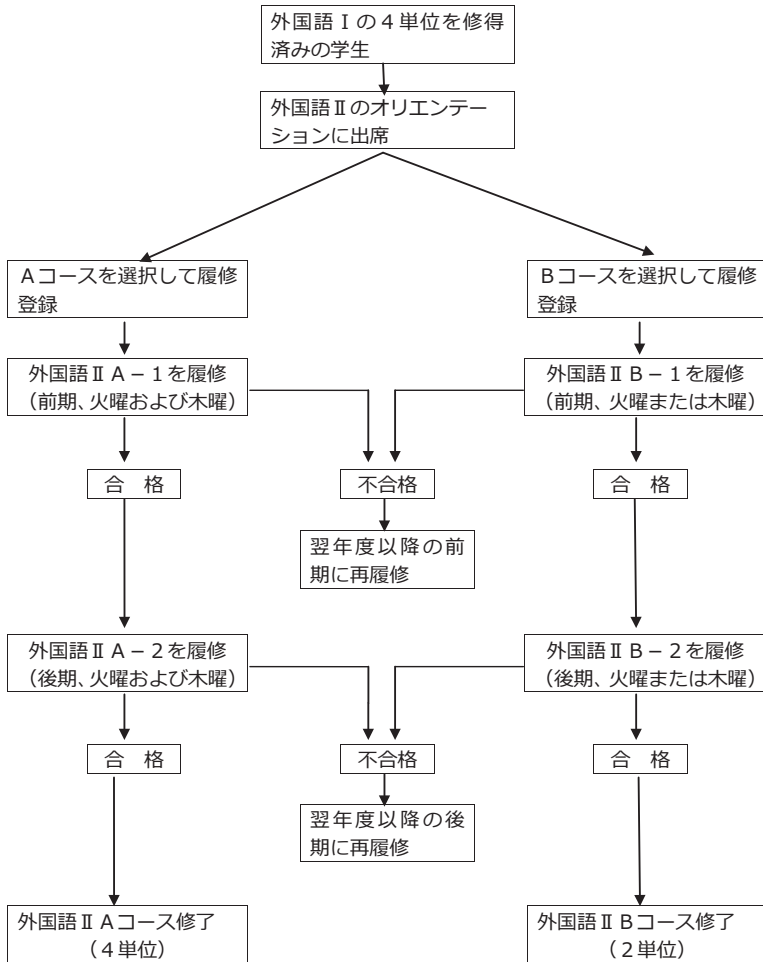 外国語Ⅰの４単位を修得
済みの学生
外国語Ⅱのオリエンテー
ションに出席
Ａコースを選択して履修
登録
Ｂコースを選択して履修
登録
外国語ⅡＡ－１を履修
（前期、火曜および木曜）
外国語ⅡＢ－１を履修
（前期、火曜または木曜）
合　格
不合格
合　格
翌年度以降の前
期に再履修
外国語ⅡＡ－２を履修
（後期、火曜および木曜）
外国語ⅡＢ－２を履修
（後期、火曜または木曜）
合　格
不合格
合　格
翌年度以降の後
期に再履修
外国語ⅡＡコース修了
（４単位）
外国語ⅡＢコース修了
（２単位）